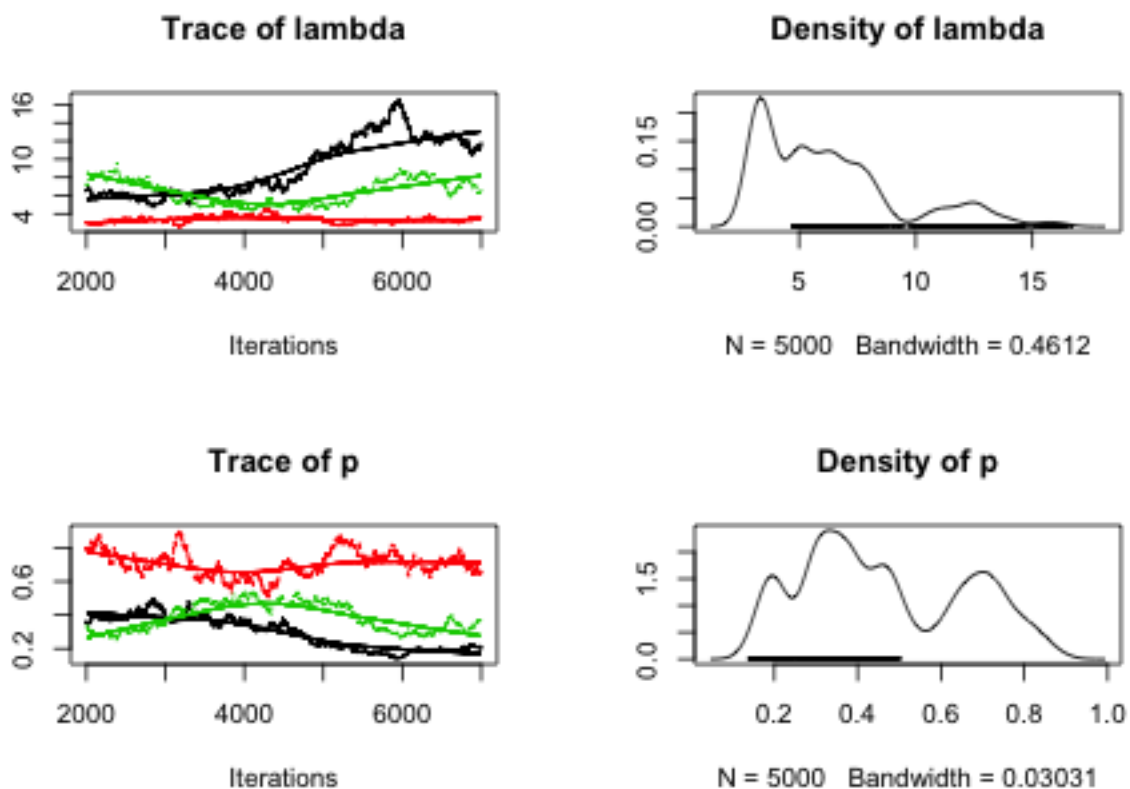 Trace of lambda
16
10
4
2000 4000 6000
Iterations
Density of lambda
0.15
0.00
5 10 15
N = 5000 Bandwidth = 0.4612
Trace of p
0.6
0.2
2000 4000 6000
Iterations
Density of p
1.5
0.0
0.2 0.4 0.6 0.8 1.0
N = 5000 Bandwidth = 0.03031